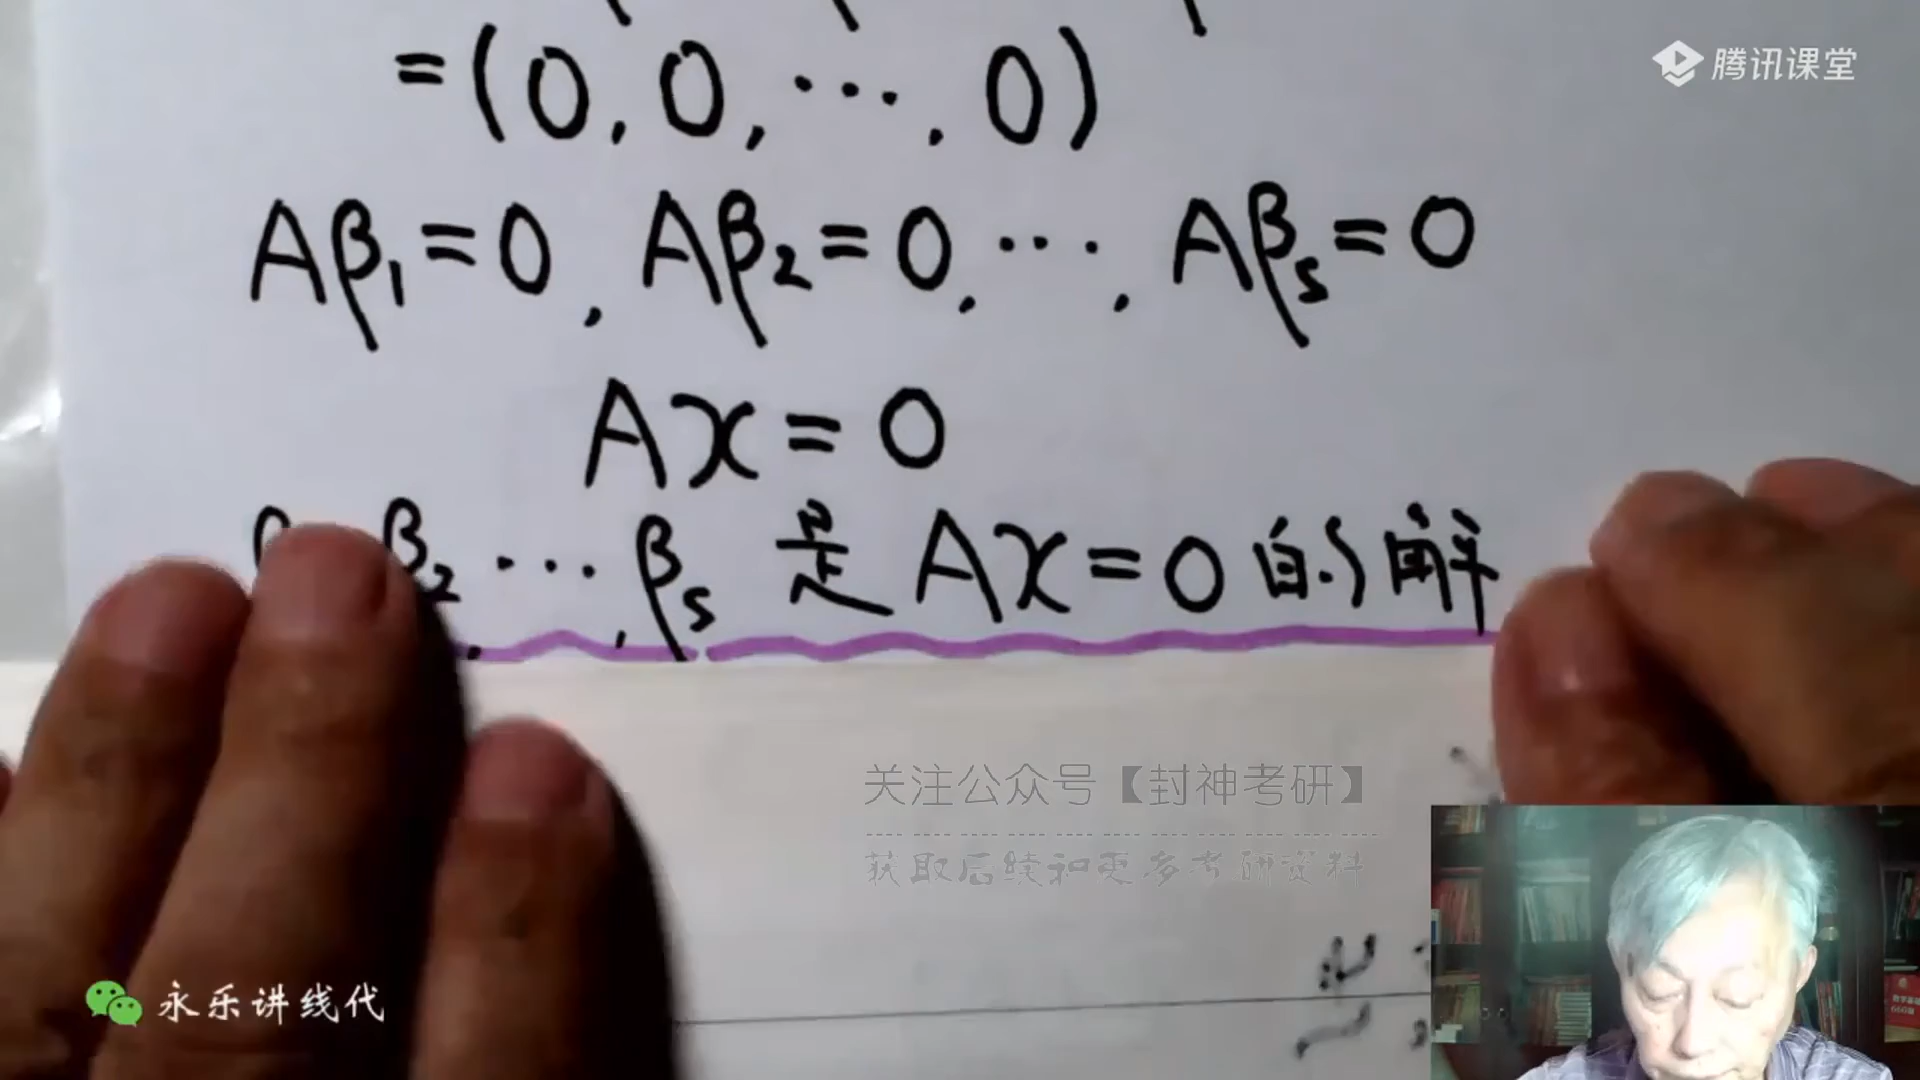 腾讯课堂
=(0,0,⋯,0)
Aβ₁=0, Aβ₂=0,⋯, Aβₛ=0
Ax=0
β₂⋯,βₛ 是 Ax=0 的解
关注公众号【封神考研】
获取后续和更多考研资料
永乐讲线代